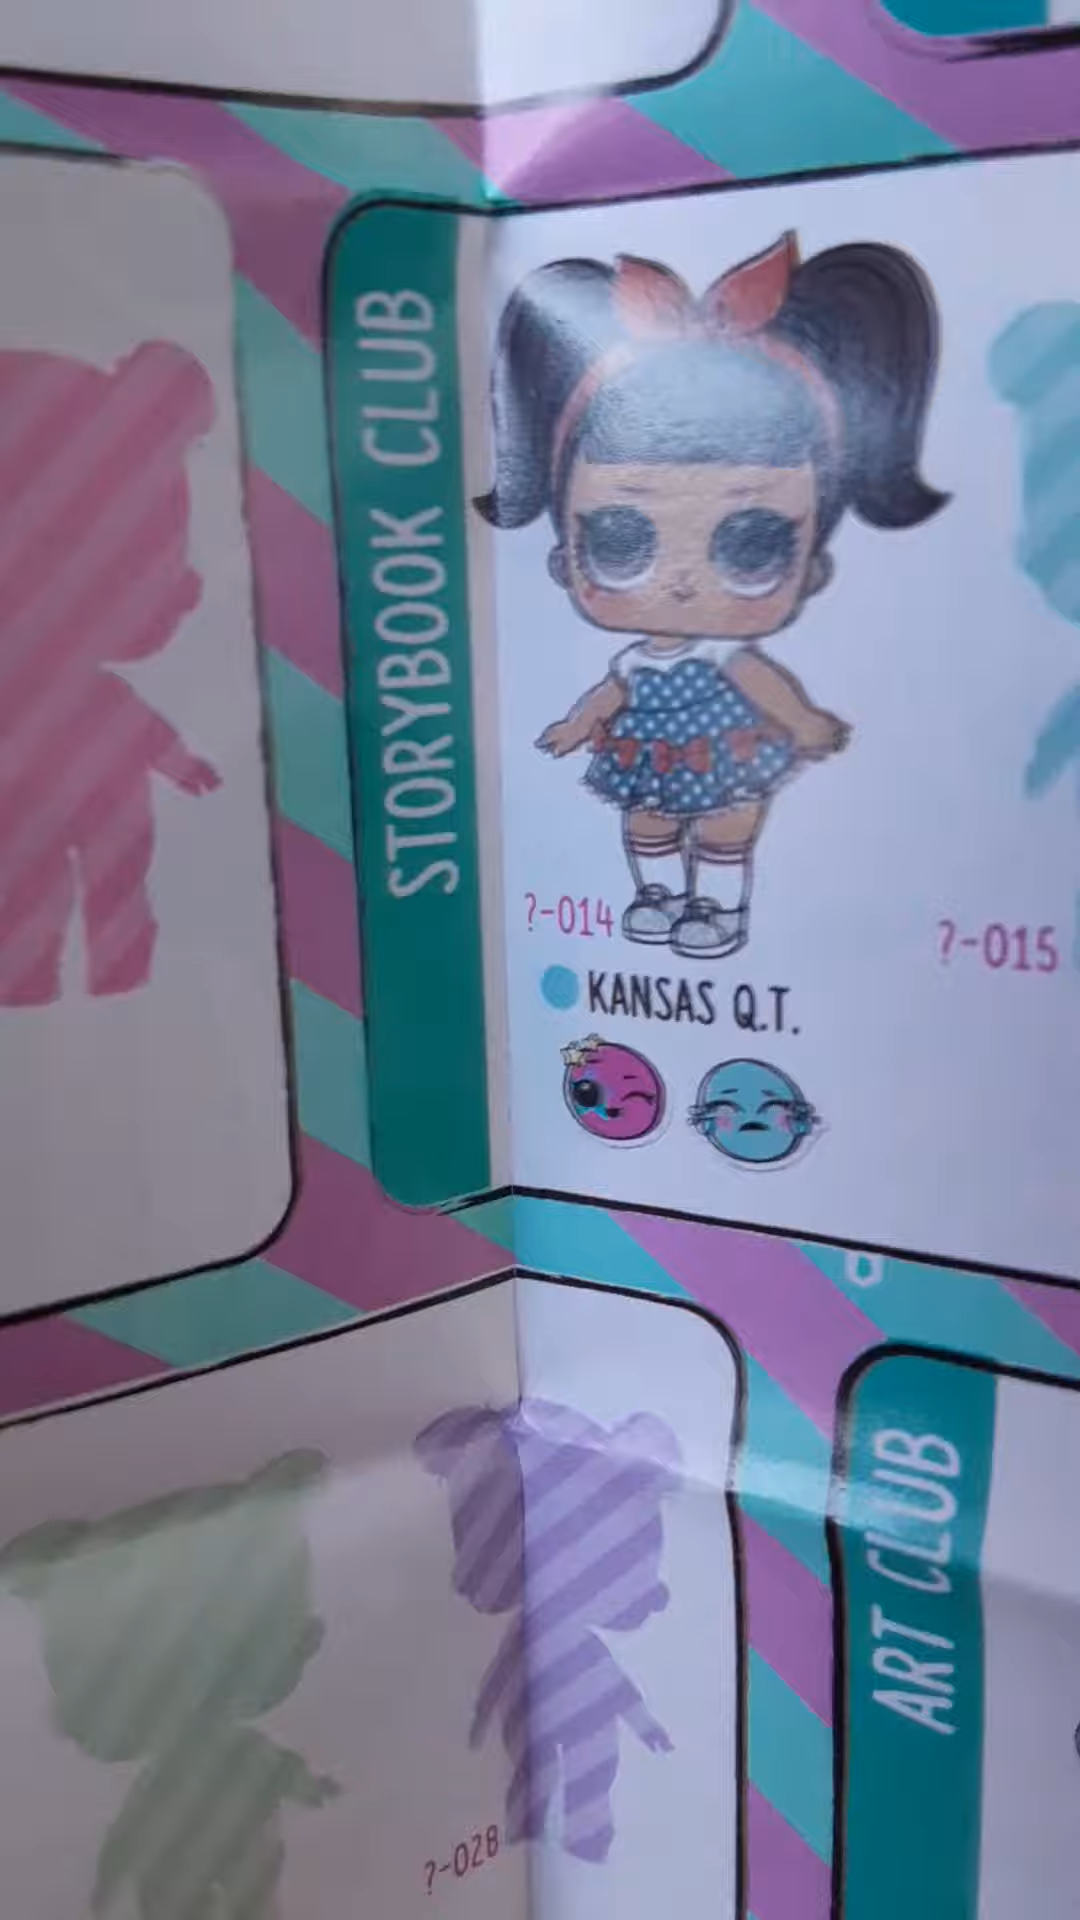 STORYBOOK CLUB
?-014
?-015
KANSAS Q.T.
ART CLUB
?-028